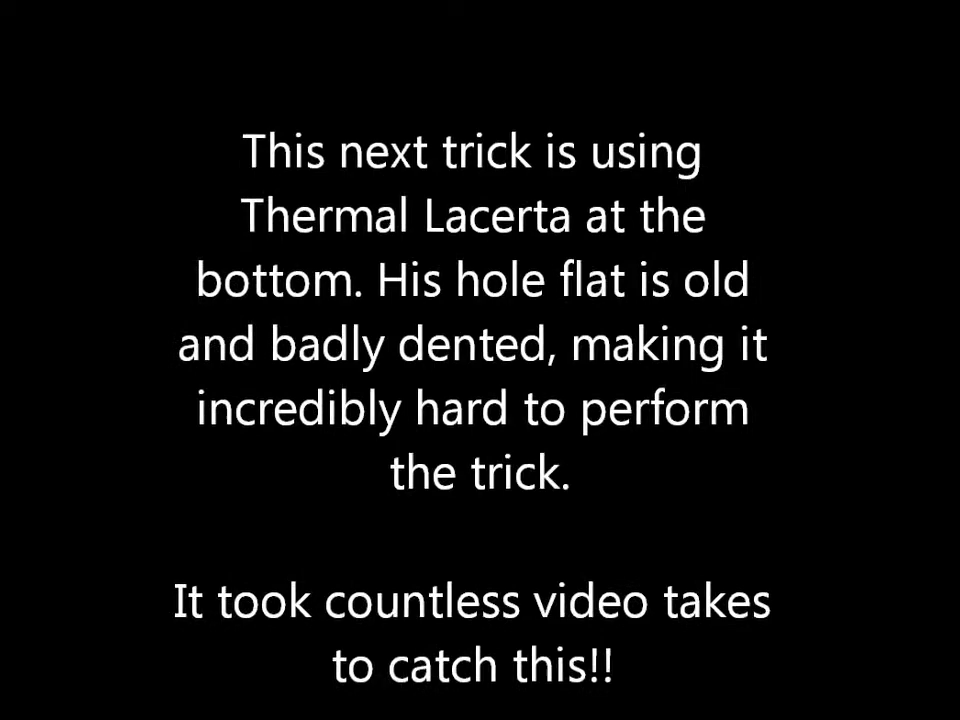 This next trick is using
Thermal Lacerta at the
bottom. His hole flat is old
and badly dented, making it
incredibly hard to perform
the trick.
It took countless video takes
to catch this!!